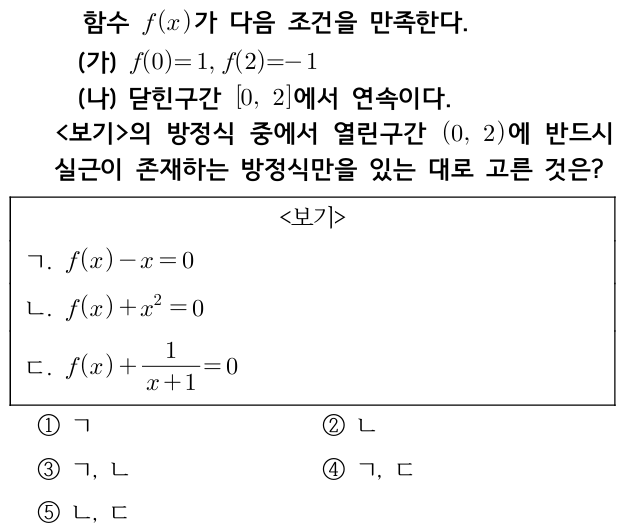 함수 f(x)가 다음 조건을 만족한다.
(가) f(0)=1, f(2)=-1
(나) 닫힌구간 [0, 2]에서 연속이다.
<보기>의 방정식 중에서 열린구간 (0, 2)에 반드시
실근이 존재하는 방정식만을 있는 대로 고른 것은?
<보기>
ㄱ. f(x)-x=0
ㄴ. f(x)+x²=0
ㄷ. f(x)+1/(x+1)=0
① ㄱ ② ㄴ
③ ㄱ, ㄴ ④ ㄱ, ㄷ
⑤ ㄴ, ㄷ